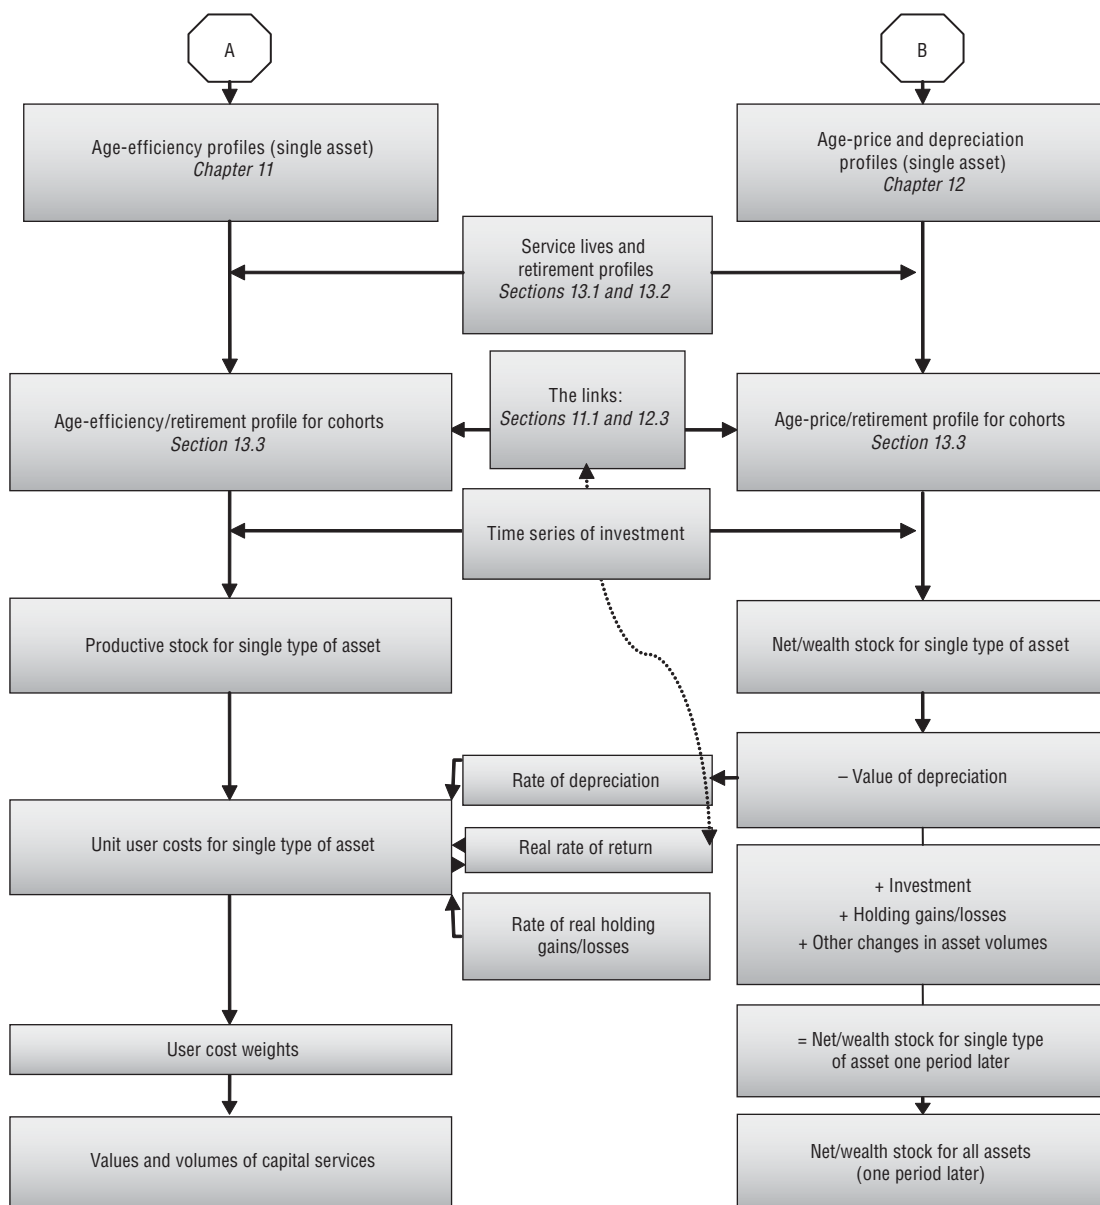 A
B
Age-efficiency profiles (single asset)
Chapter 11
Age-price and depreciation
profiles (single asset)
Chapter 12
Service lives and
retirement profiles
Sections 13.1 and 13.2
Age-efficiency/retirement profile for cohorts
Section 13.3
The links:
Sections 11.1 and 12.3
Age-price/retirement profile for cohorts
Section 13.3
Time series of investment
Productive stock for single type of asset
Net/wealth stock for single type of asset
Rate of depreciation
– Value of depreciation
Unit user costs for single type of asset
Real rate of return
Rate of real holding
gains/losses
+ Investment
+ Holding gains/losses
+ Other changes in asset volumes
User cost weights
= Net/wealth stock for single type
of asset one period later
Values and volumes of capital services
Net/wealth stock for all assets
(one period later)